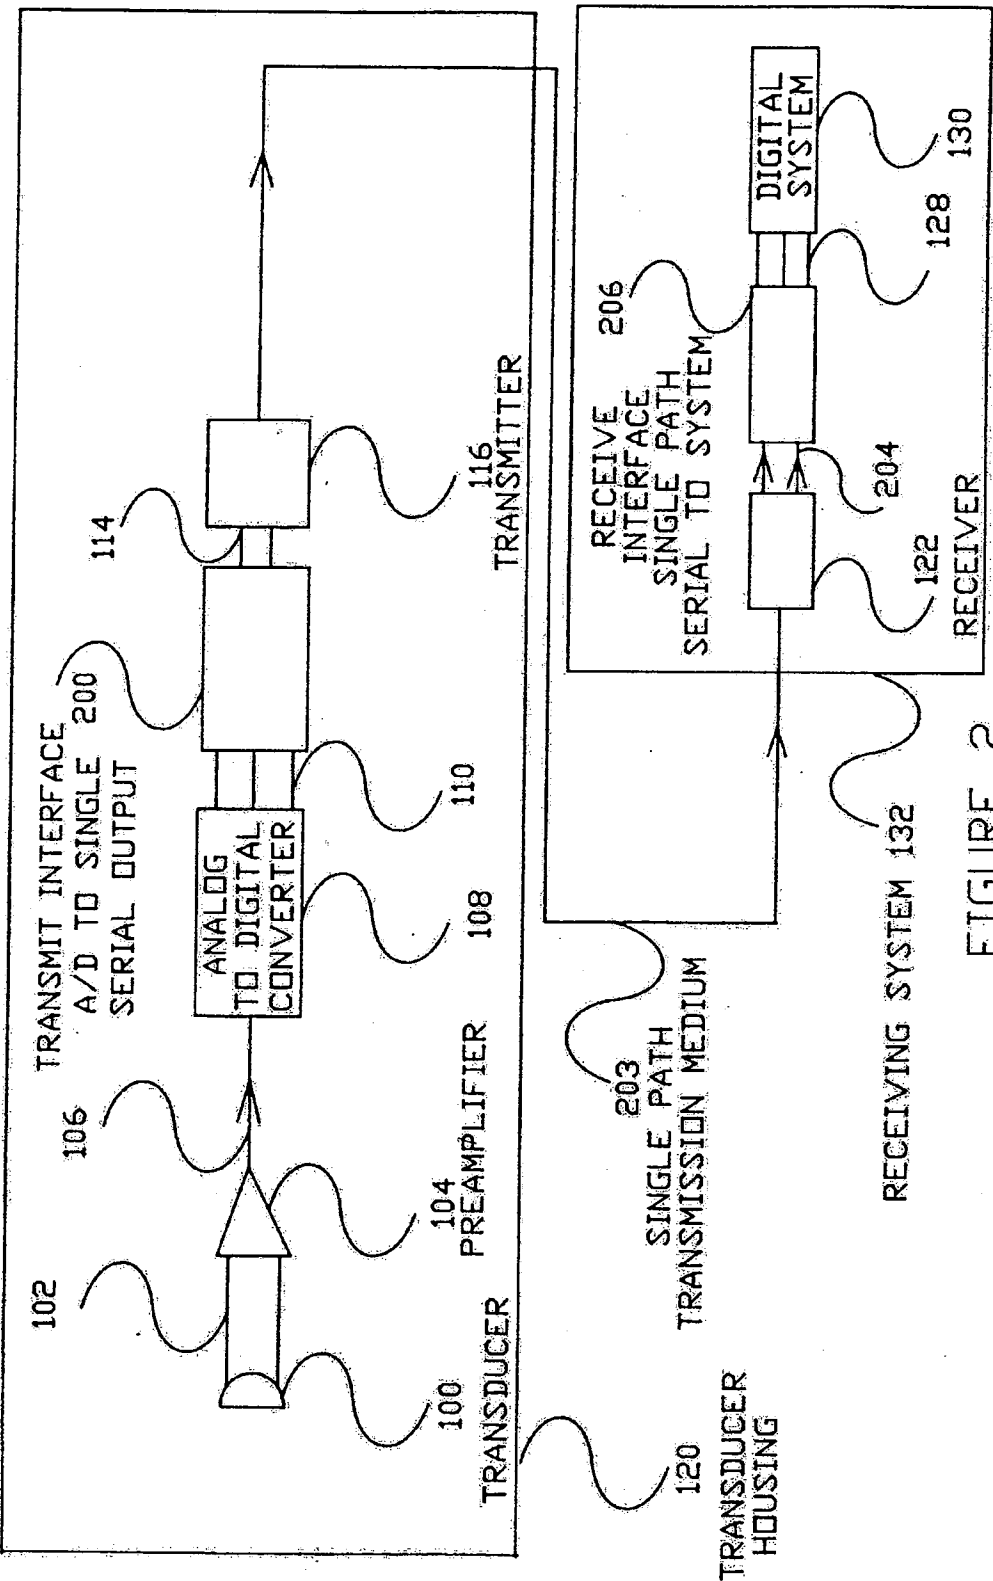 TRANSMIT INTERFACE
A/D TO SINGLE 200
SERIAL OUTPUT
114
106
102
ANALOG
TO DIGITAL
CONVERTER
100
TRANSDUCER
104
PREAMPLIFIER
108
110
116
TRANSMITTER
120
TRANSDUCER
HOUSING
203
SINGLE PATH
TRANSMISSION MEDIUM
206
RECEIVE
INTERFACE
SINGLE PATH
SERIAL TO SYSTEM
DIGITAL
SYSTEM
122
RECEIVER
204
128
130
RECEIVING SYSTEM 132
FIGURE 2